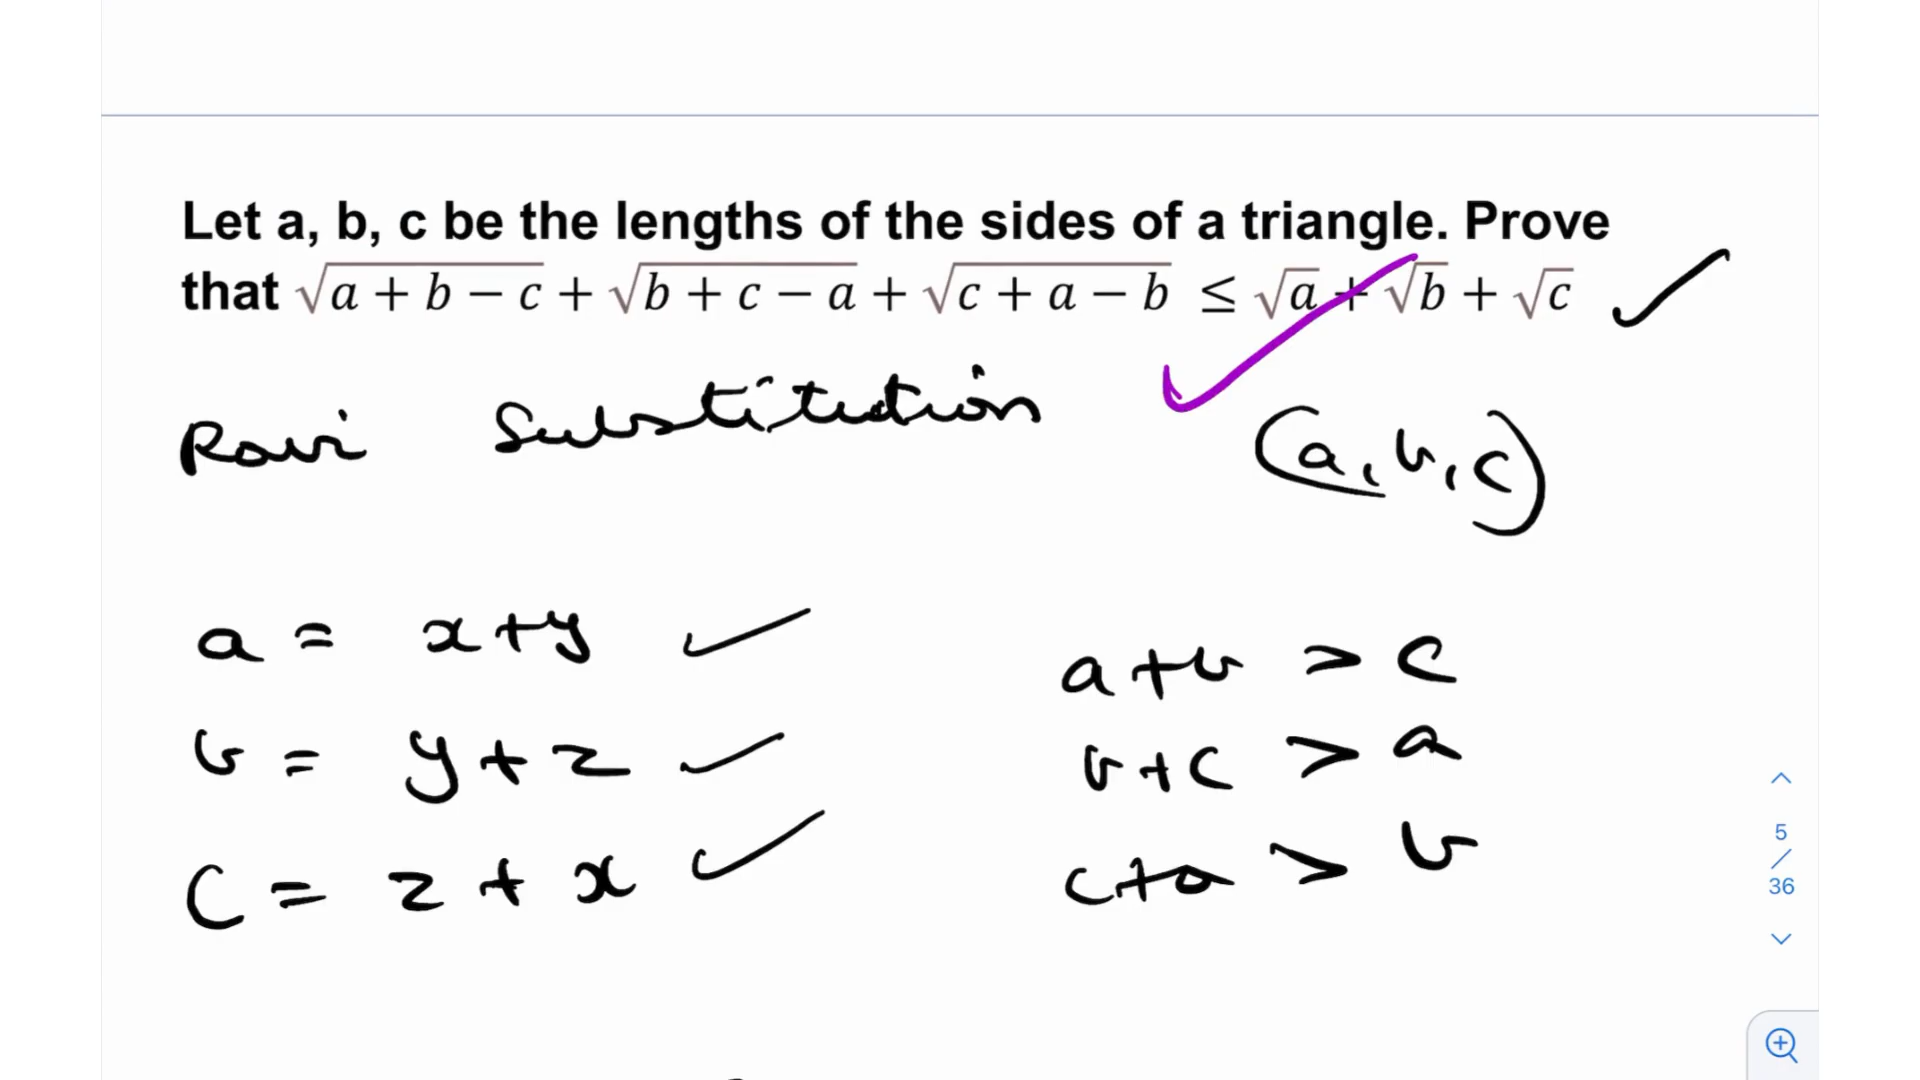 Let a, b, c be the lengths of the sides of a triangle. Prove
that √(a + b − c) + √(b + c − a) + √(c + a − b) ≤ √a + √b + √c
Ravi Substitution
(a, b, c)
a = x+y
b = y+z
c = z+x
a+b > c
b+c > a
c+a > b
5
/
36